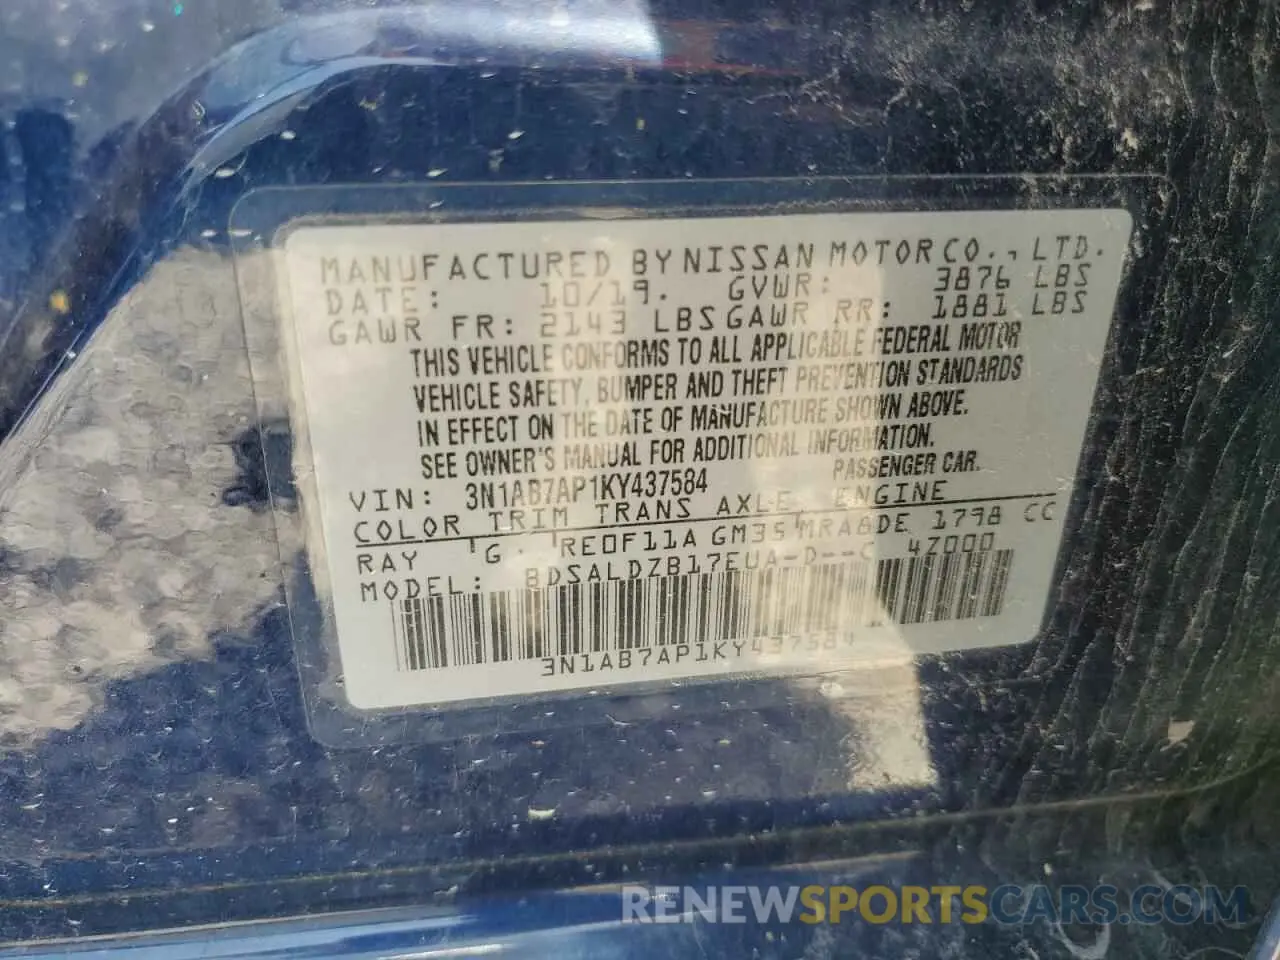 MANUFACTURED BY NISSAN MOTOR CO., LTD.
DATE: 10/19. GVWR: 3876 LBS
GAWR FR: 2143 LBS GAWR RR: 1881 LBS
THIS VEHICLE CONFORMS TO ALL APPLICABLE FEDERAL MOTOR
VEHICLE SAFETY, BUMPER AND THEFT PREVENTION STANDARDS
IN EFFECT ON THE DATE OF MANUFACTURE SHOWN ABOVE.
SEE OWNER'S MANUAL FOR ADDITIONAL INFORMATION.
VIN: 3N1AB7AP1KY437584 PASSENGER CAR.
COLOR TRIM TRANS AXLE ENGINE
RAY G RE0F11A GM35 MRA8DE 1798 CC
MODEL: BDSALDZB17EUA-D--C 4Z000
3N1AB7AP1KY437584
RENEWSPORTSCARS.COM